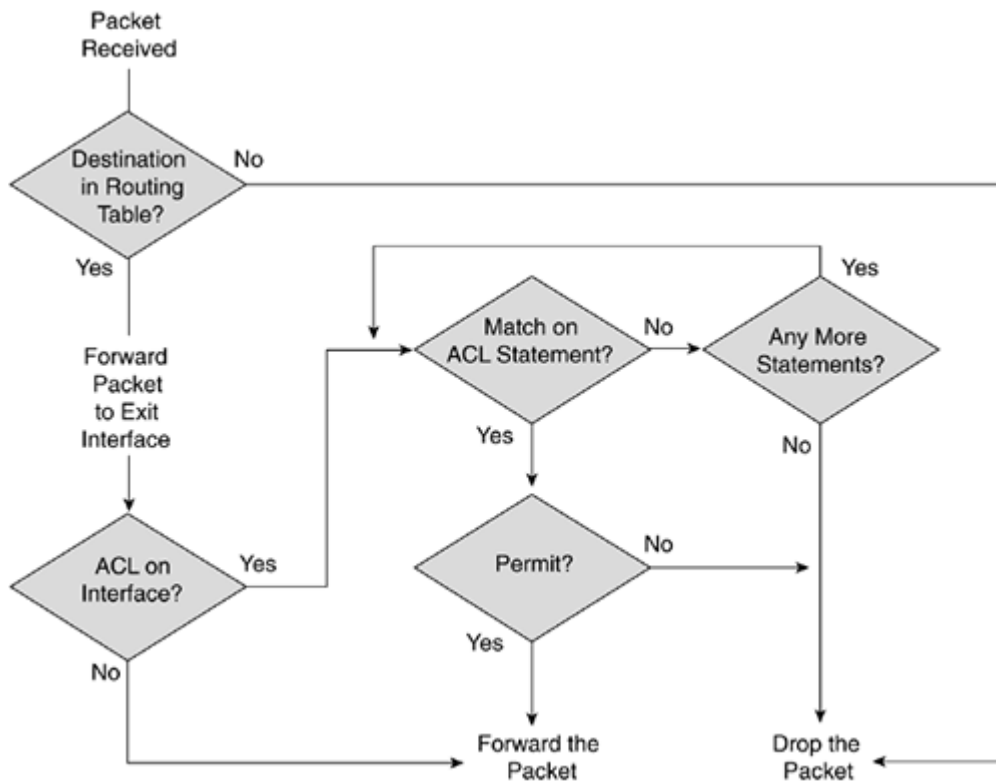 Packet
Received
Destination
in Routing
Table?
No
Yes
Forward
Packet
to Exit
Interface
ACL on
Interface?
Yes
No
Match on
ACL Statement?
No
Yes
Any More
Statements?
Yes
No
Permit?
No
Yes
Forward the
Packet
Drop the
Packet